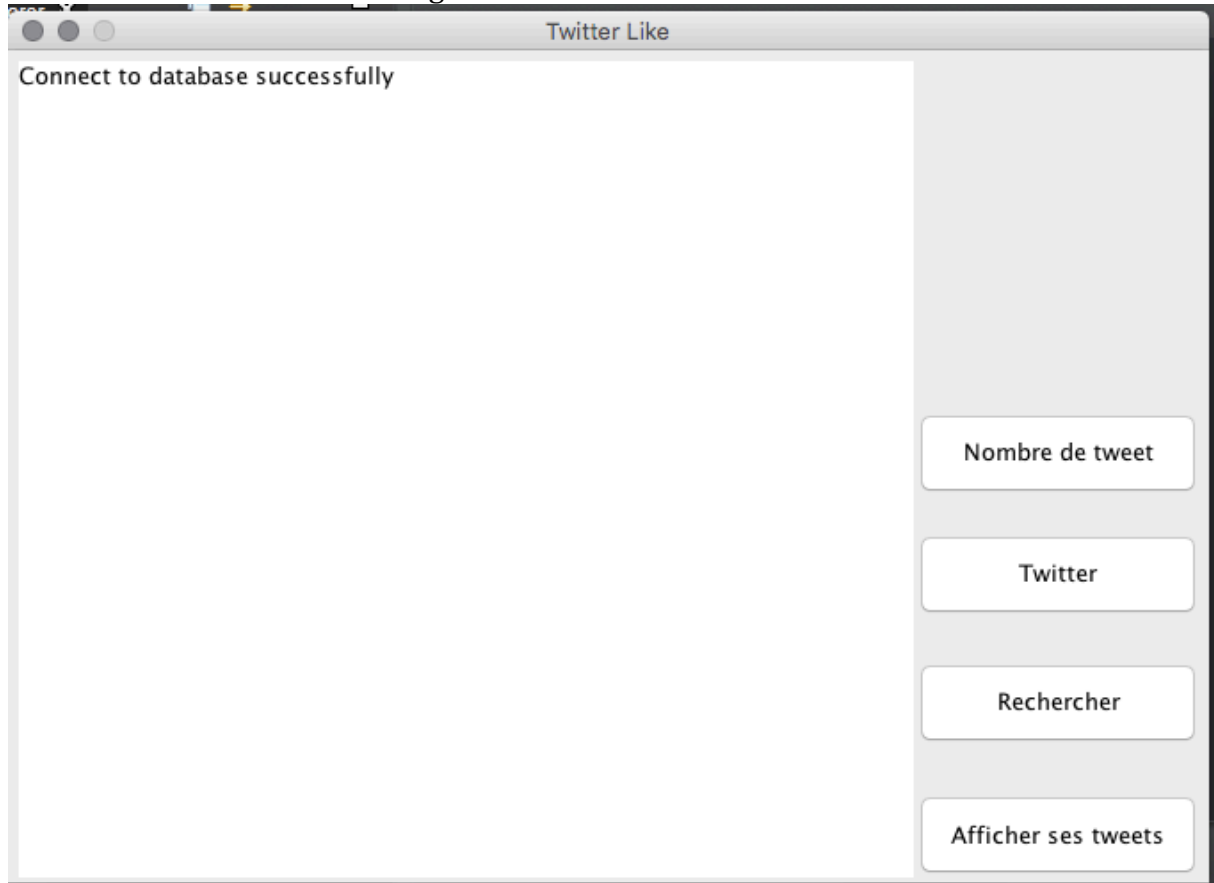 Twitter Like
Connect to database successfully
Nombre de tweet
Twitter
Rechercher
Afficher ses tweets